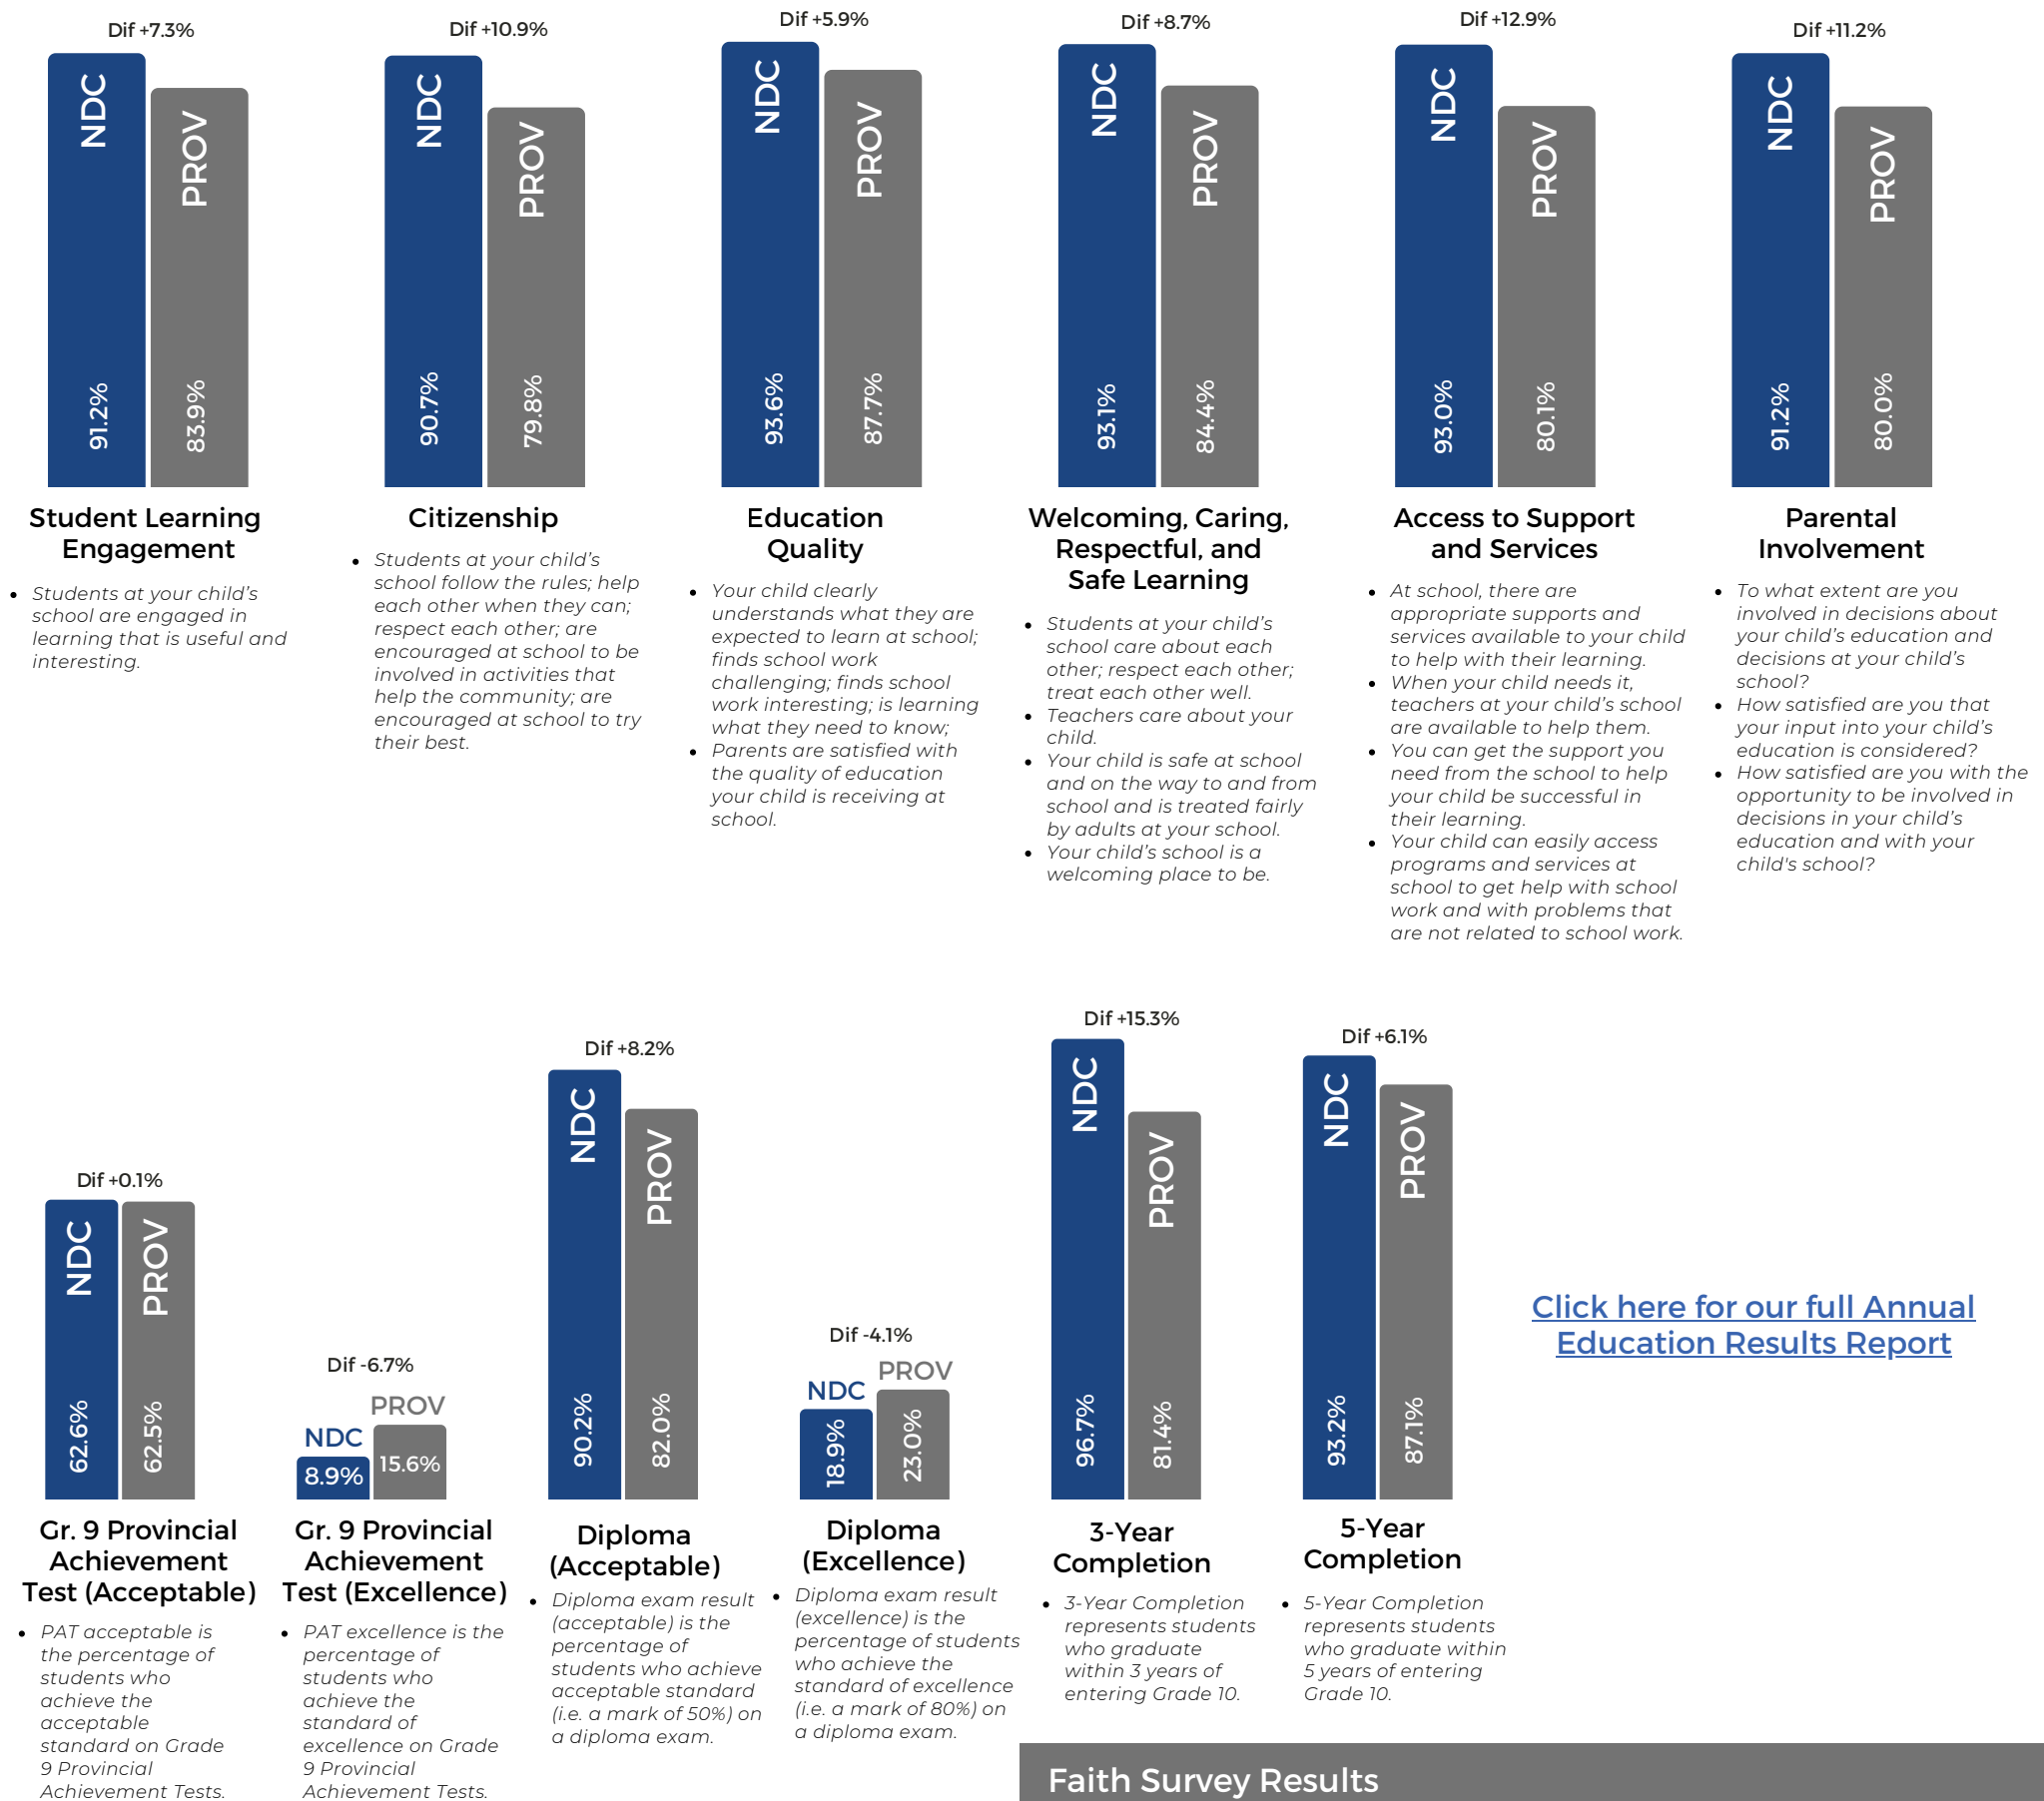 Dif +7.3%
NDC
PROV
91.2%
83.9%
Student Learning
Engagement
• Students at your child's
school are engaged in
learning that is useful and
interesting.
Dif +10.9%
NDC
PROV
90.7%
79.8%
Citizenship
• Students at your child's
school follow the rules; help
each other when they can;
respect each other; are
encouraged at school to be
involved in activities that
help the community; are
encouraged at school to try
their best.
Dif +5.9%
NDC
PROV
93.6%
87.7%
Education
Quality
• Your child clearly
understands what they are
expected to learn at school;
finds school work
challenging; finds school
work interesting; is learning
what they need to know;
• Parents are satisfied with
the quality of education
your child is receiving at
school.
Dif +8.7%
NDC
PROV
93.1%
84.4%
Welcoming, Caring,
Respectful, and
Safe Learning
• Students at your child's
school care about each
other; respect each other;
treat each other well.
• Teachers care about your
child.
• Your child is safe at school
and on the way to and from
school and is treated fairly
by adults at your school.
• Your child's school is a
welcoming place to be.
Dif +12.9%
NDC
PROV
93.0%
80.1%
Access to Support
and Services
• At school, there are
appropriate supports and
services available to your child
to help with their learning.
• When your child needs it,
teachers at your child's school
are available to help them.
• You can get the support you
need from the school to help
your child be successful in
their learning.
• Your child can easily access
programs and services at
school to get help with school
work and with problems that
are not related to school work.
Dif +11.2%
NDC
PROV
91.2%
80.0%
Parental
Involvement
• To what extent are you
involved in decisions about
your child's education and
decisions at your child's
school?
• How satisfied are you that
your input into your child's
education is considered?
• How satisfied are you with the
opportunity to be involved in
decisions in your child's
education and with your
child's school?
Dif +0.1%
NDC
PROV
62.6%
62.5%
Gr. 9 Provincial
Achievement
Test (Acceptable)
• PAT acceptable is
the percentage of
students who
achieve the
acceptable
standard on Grade
9 Provincial
Achievement Tests.
Dif -6.7%
NDC
PROV
8.9%
15.6%
Gr. 9 Provincial
Achievement
Test (Excellence)
• PAT excellence is the
percentage of
students who
achieve the
standard of
excellence on Grade
9 Provincial
Achievement Tests.
Dif +8.2%
NDC
PROV
90.2%
82.0%
Diploma
(Acceptable)
• Diploma exam result
(acceptable) is the
percentage of
students who achieve
acceptable standard
(i.e. a mark of 50%) on
a diploma exam.
Dif -4.1%
NDC
PROV
18.9%
23.0%
Diploma
(Excellence)
• Diploma exam result
(excellence) is the
percentage of students
who achieve the
standard of excellence
(i.e. a mark of 80%) on
a diploma exam.
Dif +15.3%
NDC
PROV
96.7%
81.4%
3-Year
Completion
• 3-Year Completion
represents students
who graduate
within 3 years of
entering Grade 10.
Dif +6.1%
NDC
PROV
93.2%
87.1%
5-Year
Completion
• 5-Year Completion
represents students
who graduate within
5 years of entering
Grade 10.
Click here for our full Annual
Education Results Report
Faith Survey Results